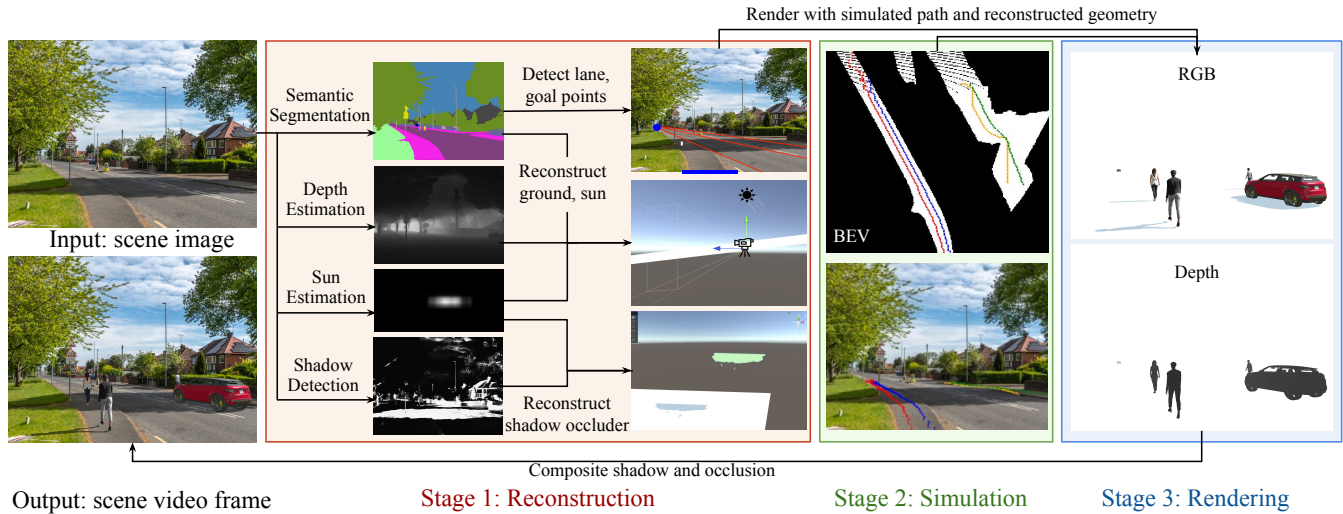 Render with simulated path and reconstructed geometry
Input: scene image
Semantic
Segmentation
Depth
Estimation
Sun
Estimation
Shadow
Detection
Detect lane,
goal points
Reconstruct
ground, sun
Reconstruct
shadow occluder
BEV
RGB
Depth
Composite shadow and occlusion
Output: scene video frame
Stage 1: Reconstruction
Stage 2: Simulation
Stage 3: Rendering